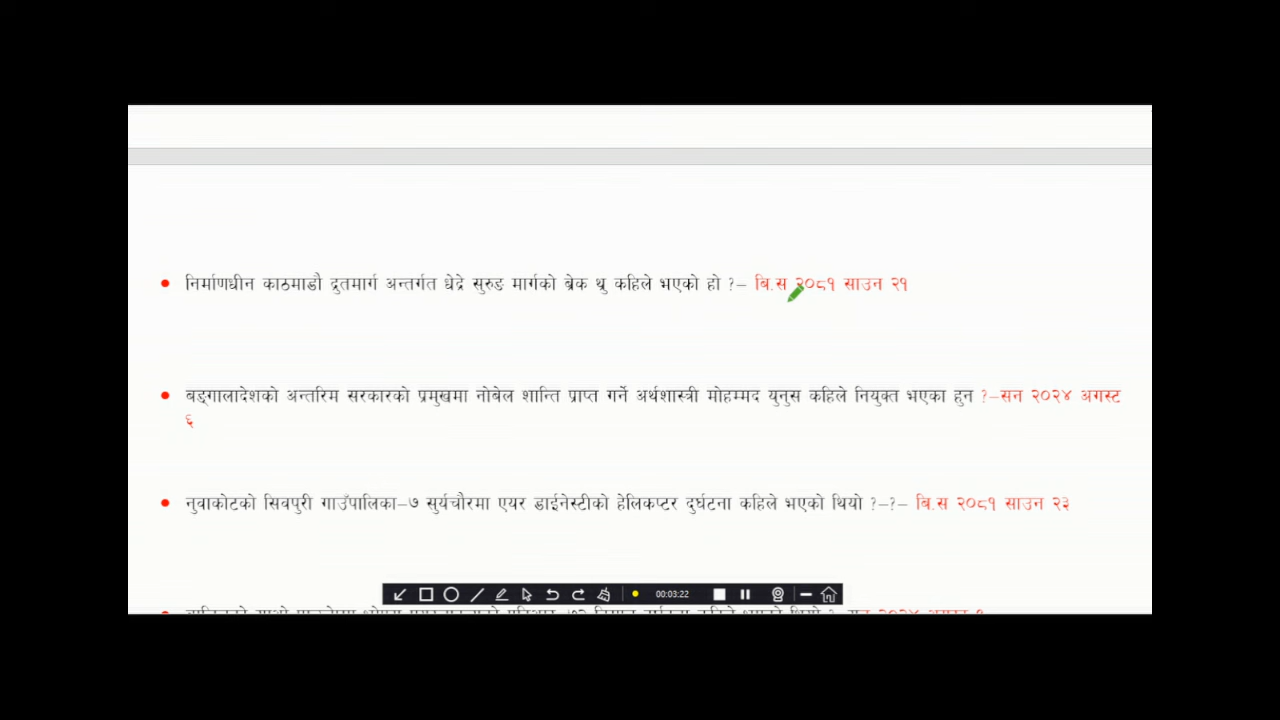 निर्माणधीन काठमाडौ द्रुतमार्ग अन्तर्गत धेद्रे सुरुङ मार्गको ब्रेक थ्रु कहिले भएको हो ?– बि.स २०८१ साउन २१
बङ्गालादेशको अन्तरिम सरकारको प्रमुखमा नोबेल शान्ति प्राप्त गर्ने अर्थशास्त्री मोहम्मद युनुस कहिले नियुक्त भएका हुन ?–सन २०२४ अगस्ट
६
नुवाकोटको सिवपुरी गाउँपालिका–७ सुर्यचौरमा एयर डाईनेस्टीको हेलिकप्टर दुर्घटना कहिले भएको थियो ?–?– बि.स २०८१ साउन २३
00:03:22